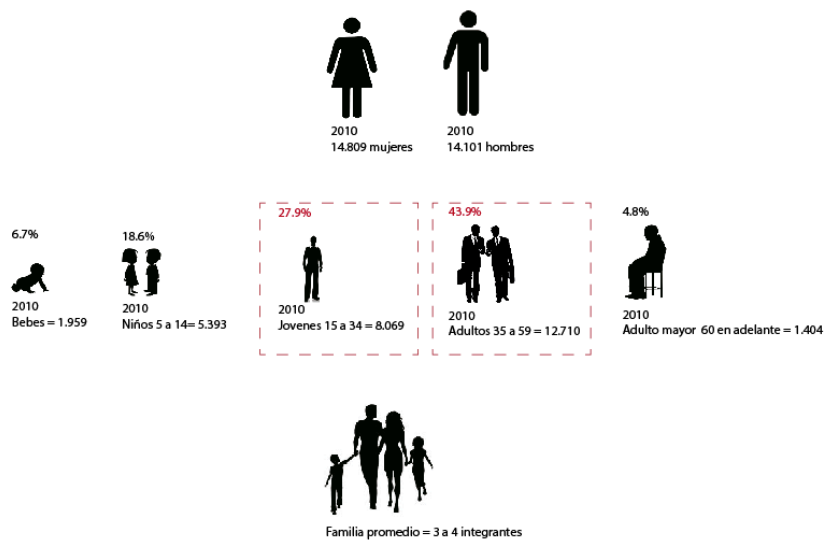 2010
14.809 mujeres
2010
14.101 hombres
6.7%
2010
Bebes = 1.959
18.6%
2010
Niños 5 a 14= 5.393
27.9%
2010
Jovenes 15 a 34 = 8.069
43.9%
2010
Adultos 35 a 59 = 12.710
4.8%
2010
Adulto mayor 60 en adelante = 1.404
Familia promedio = 3 a 4 integrantes